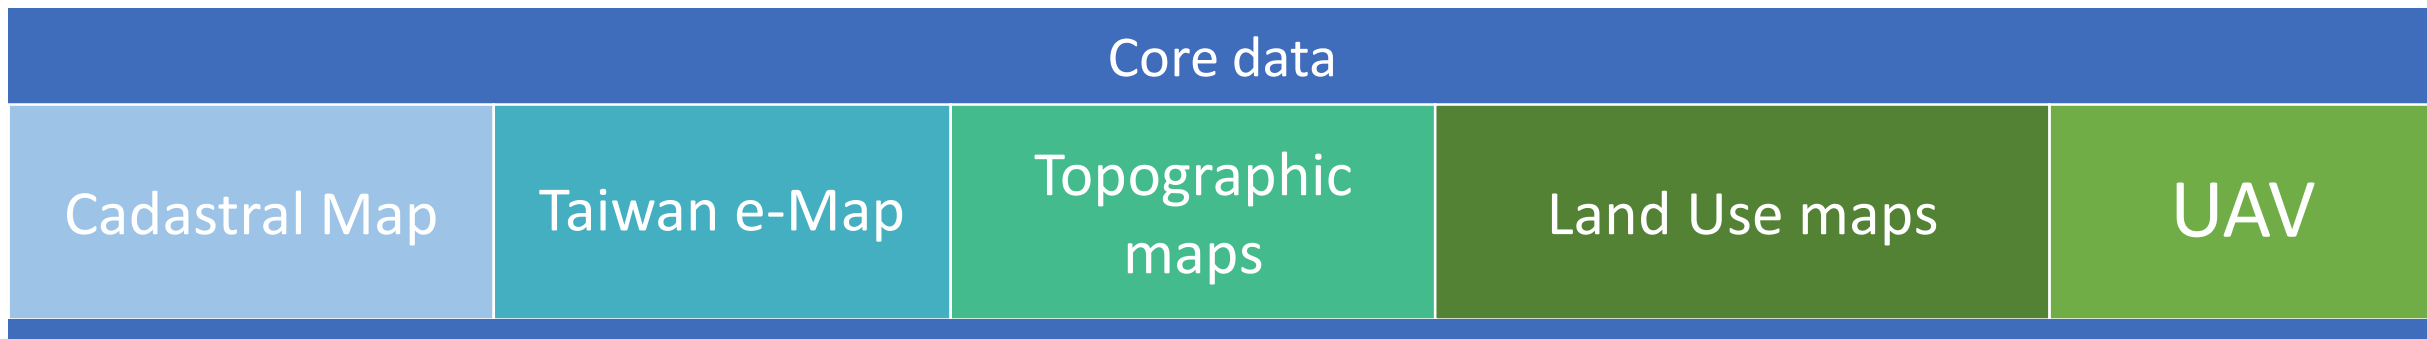 Core data
Cadastral Map
Taiwan e-Map
Topographic
maps
Land Use maps
UAV